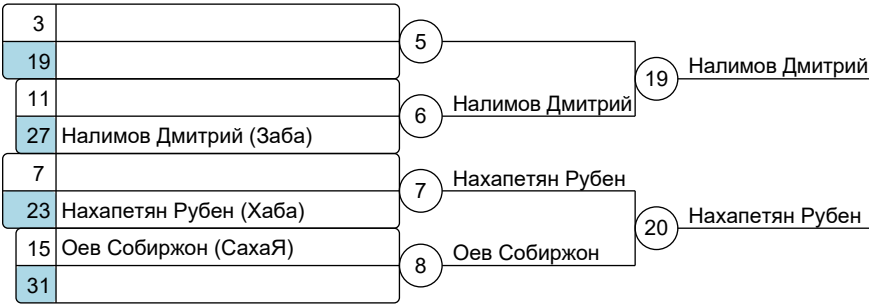 3
5
19
19
Налимов Дмитрий
11
6
Налимов Дмитрий
27
Налимов Дмитрий (Заба)
7
7
Нахапетян Рубен
23
Нахапетян Рубен (Хаба)
20
Нахапетян Рубен
15
Оев Собиржон (СахаЯ)
8
Оев Собиржон
31